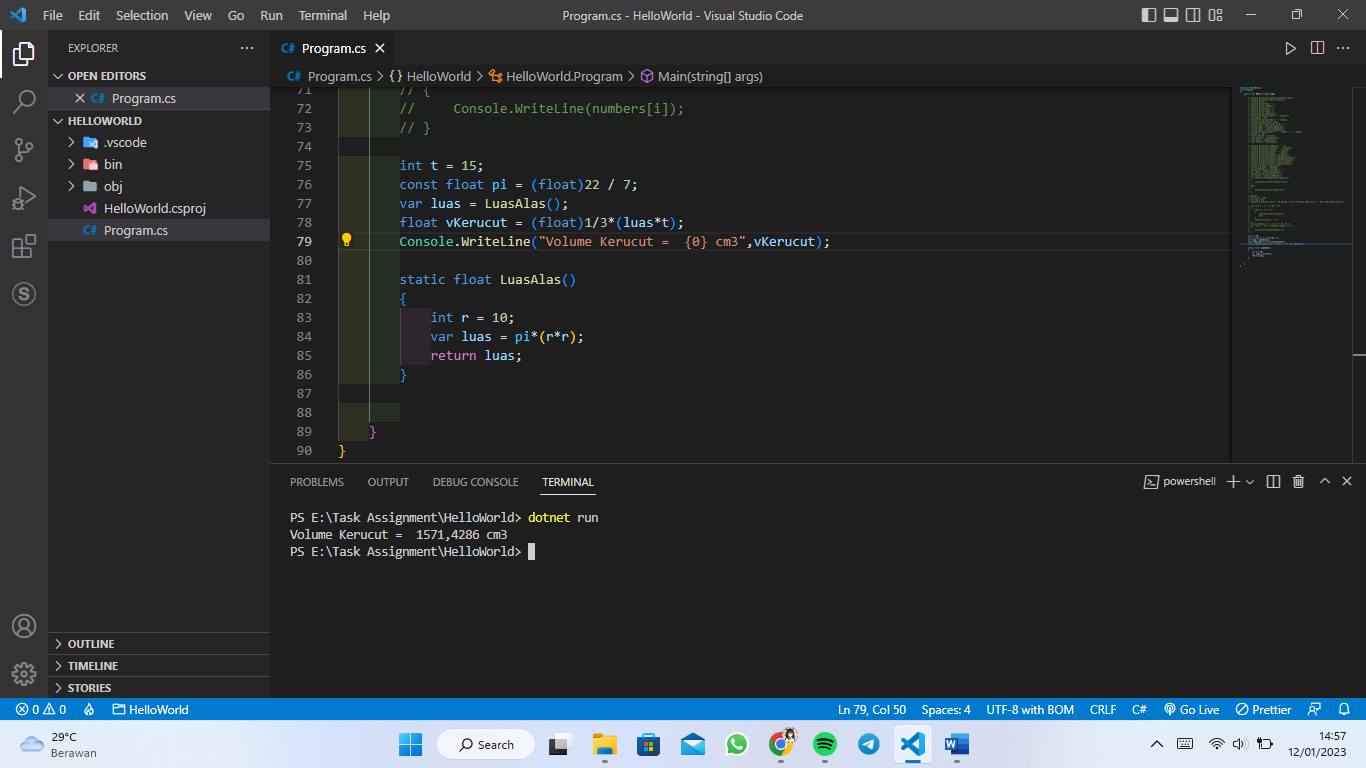 File Edit Selection View Go Run Terminal Help Program.cs - HelloWorld - Visual Studio Code
EXPLORER
OPEN EDITORS
C# Program.cs
HELLOWORLD
.vscode
bin
obj
HelloWorld.csproj
C# Program.cs
OUTLINE
TIMELINE
STORIES
C# Program.cs
C# Program.cs > {} HelloWorld > HelloWorld.Program > Main(string[] args)
71 // {
72 //     Console.WriteLine(numbers[i]);
73 // }
74
75 int t = 15;
76 const float pi = (float)22 / 7;
77 var luas = LuasAlas();
78 float vKerucut = (float)1/3*(luas*t);
79 Console.WriteLine("Volume Kerucut =  {0} cm3",vKerucut);
80
81 static float LuasAlas()
82 {
83     int r = 10;
84     var luas = pi*(r*r);
85     return luas;
86 }
87
88
89 }
90 }
PROBLEMS OUTPUT DEBUG CONSOLE TERMINAL powershell
PS E:\Task Assignment\HelloWorld> dotnet run
Volume Kerucut =  1571,4286 cm3
PS E:\Task Assignment\HelloWorld>
0 0 HelloWorld Ln 79, Col 50 Spaces: 4 UTF-8 with BOM CRLF C# Go Live Prettier
29°C
Berawan
Search
14:57
12/01/2023